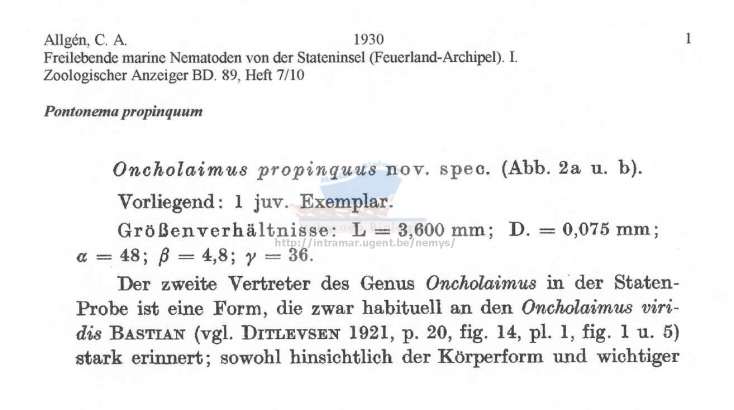 Allgén, C. A. 1930 1
Freilebende marine Nematoden von der Stateninsel (Feuerland-Archipel). I.
Zoologischer Anzeiger BD. 89, Heft 7/10
Pontonema propinquum
Oncholaimus propinquus nov. spec. (Abb. 2a u. b).
Vorliegend: 1 juv. Exemplar.
Größenverhältnisse: L = 3,600 mm; D. = 0,075 mm;
http://intramar.ugent.be/nemys/
α = 48; β = 4,8; γ = 36.
Der zweite Vertreter des Genus Oncholaimus in der Staten-
Probe ist eine Form, die zwar habituell an den Oncholaimus viri-
dis BASTIAN (vgl. DITLEVSEN 1921, p. 20, fig. 14, pl. 1, fig. 1 u. 5)
stark erinnert; sowohl hinsichtlich der Körperform und wichtiger